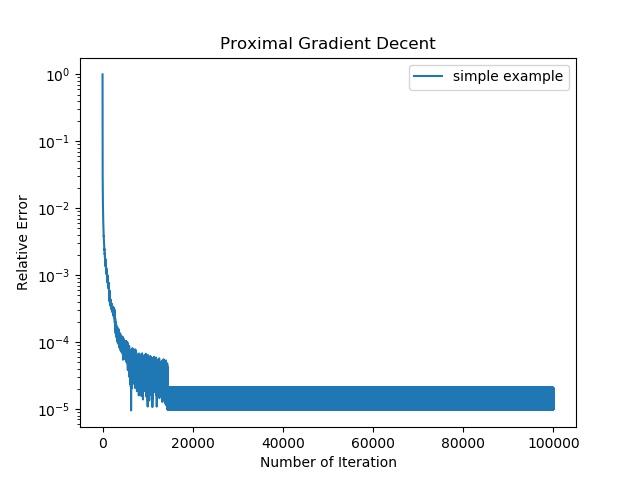 Proximal Gradient Decent
simple example
Relative Error
10⁰
10⁻¹
10⁻²
10⁻³
10⁻⁴
10⁻⁵
0 20000 40000 60000 80000 100000
Number of Iteration